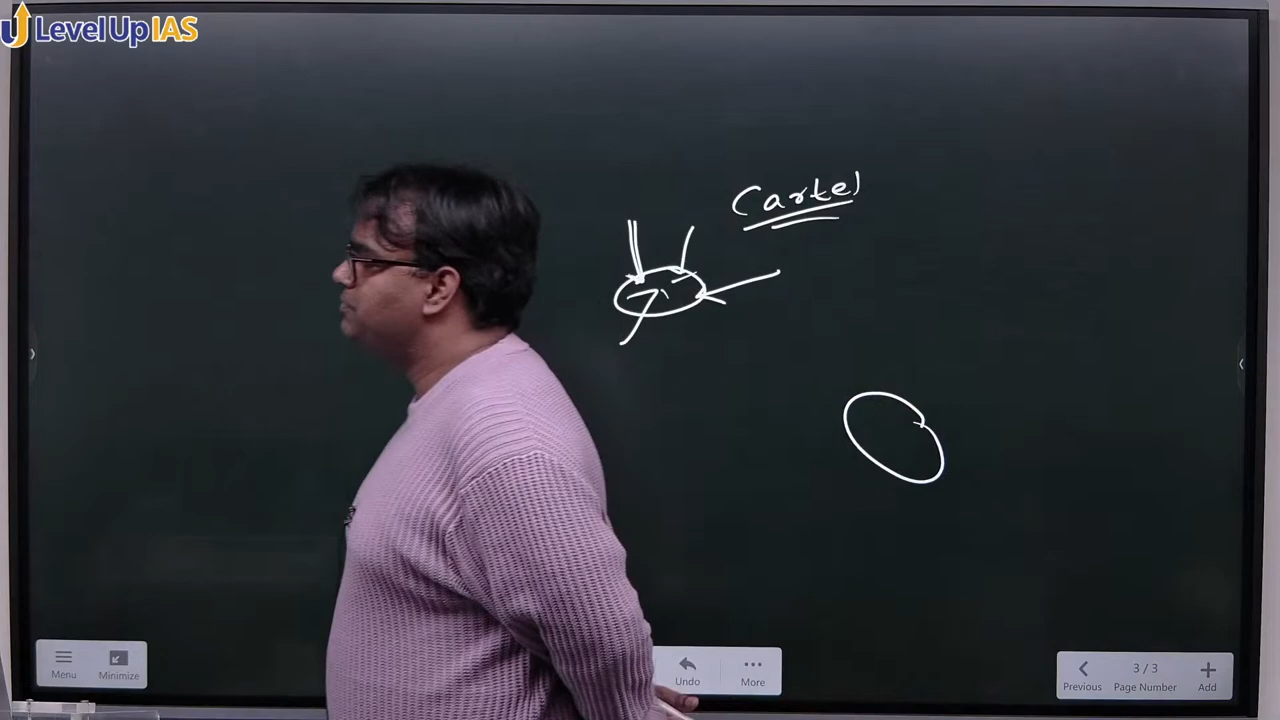 Level Up IAS
Cartel
Menu
Minimize
Undo
More
Previous
3/3
Page Number
Add